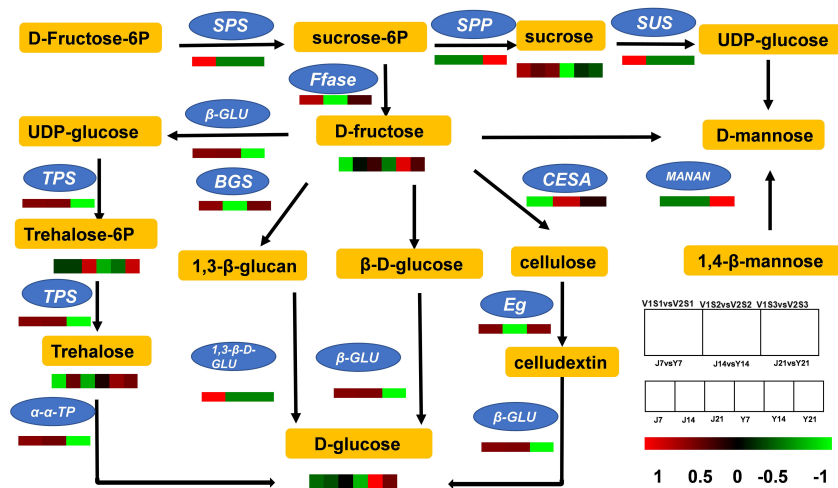 D-Fructose-6P
SPS
sucrose-6P
SPP
sucrose
SUS
UDP-glucose
Ffase
UDP-glucose
β-GLU
D-fructose
D-mannose
TPS
BGS
CESA
MANAN
Trehalose-6P
1,3-β-glucan
β-D-glucose
cellulose
1,4-β-mannose
TPS
Eg
V1S1vsV2S1
V1S2vsV2S2
V1S3vsV2S3
Trehalose
1,3-β-D-
GLU
β-GLU
celludextin
J7vsY7
J14vsY14
J21vsY21
α-α-TP
β-GLU
D-glucose
J7
J14
J21
Y7
Y14
Y21
1
0.5
0
-0.5
-1